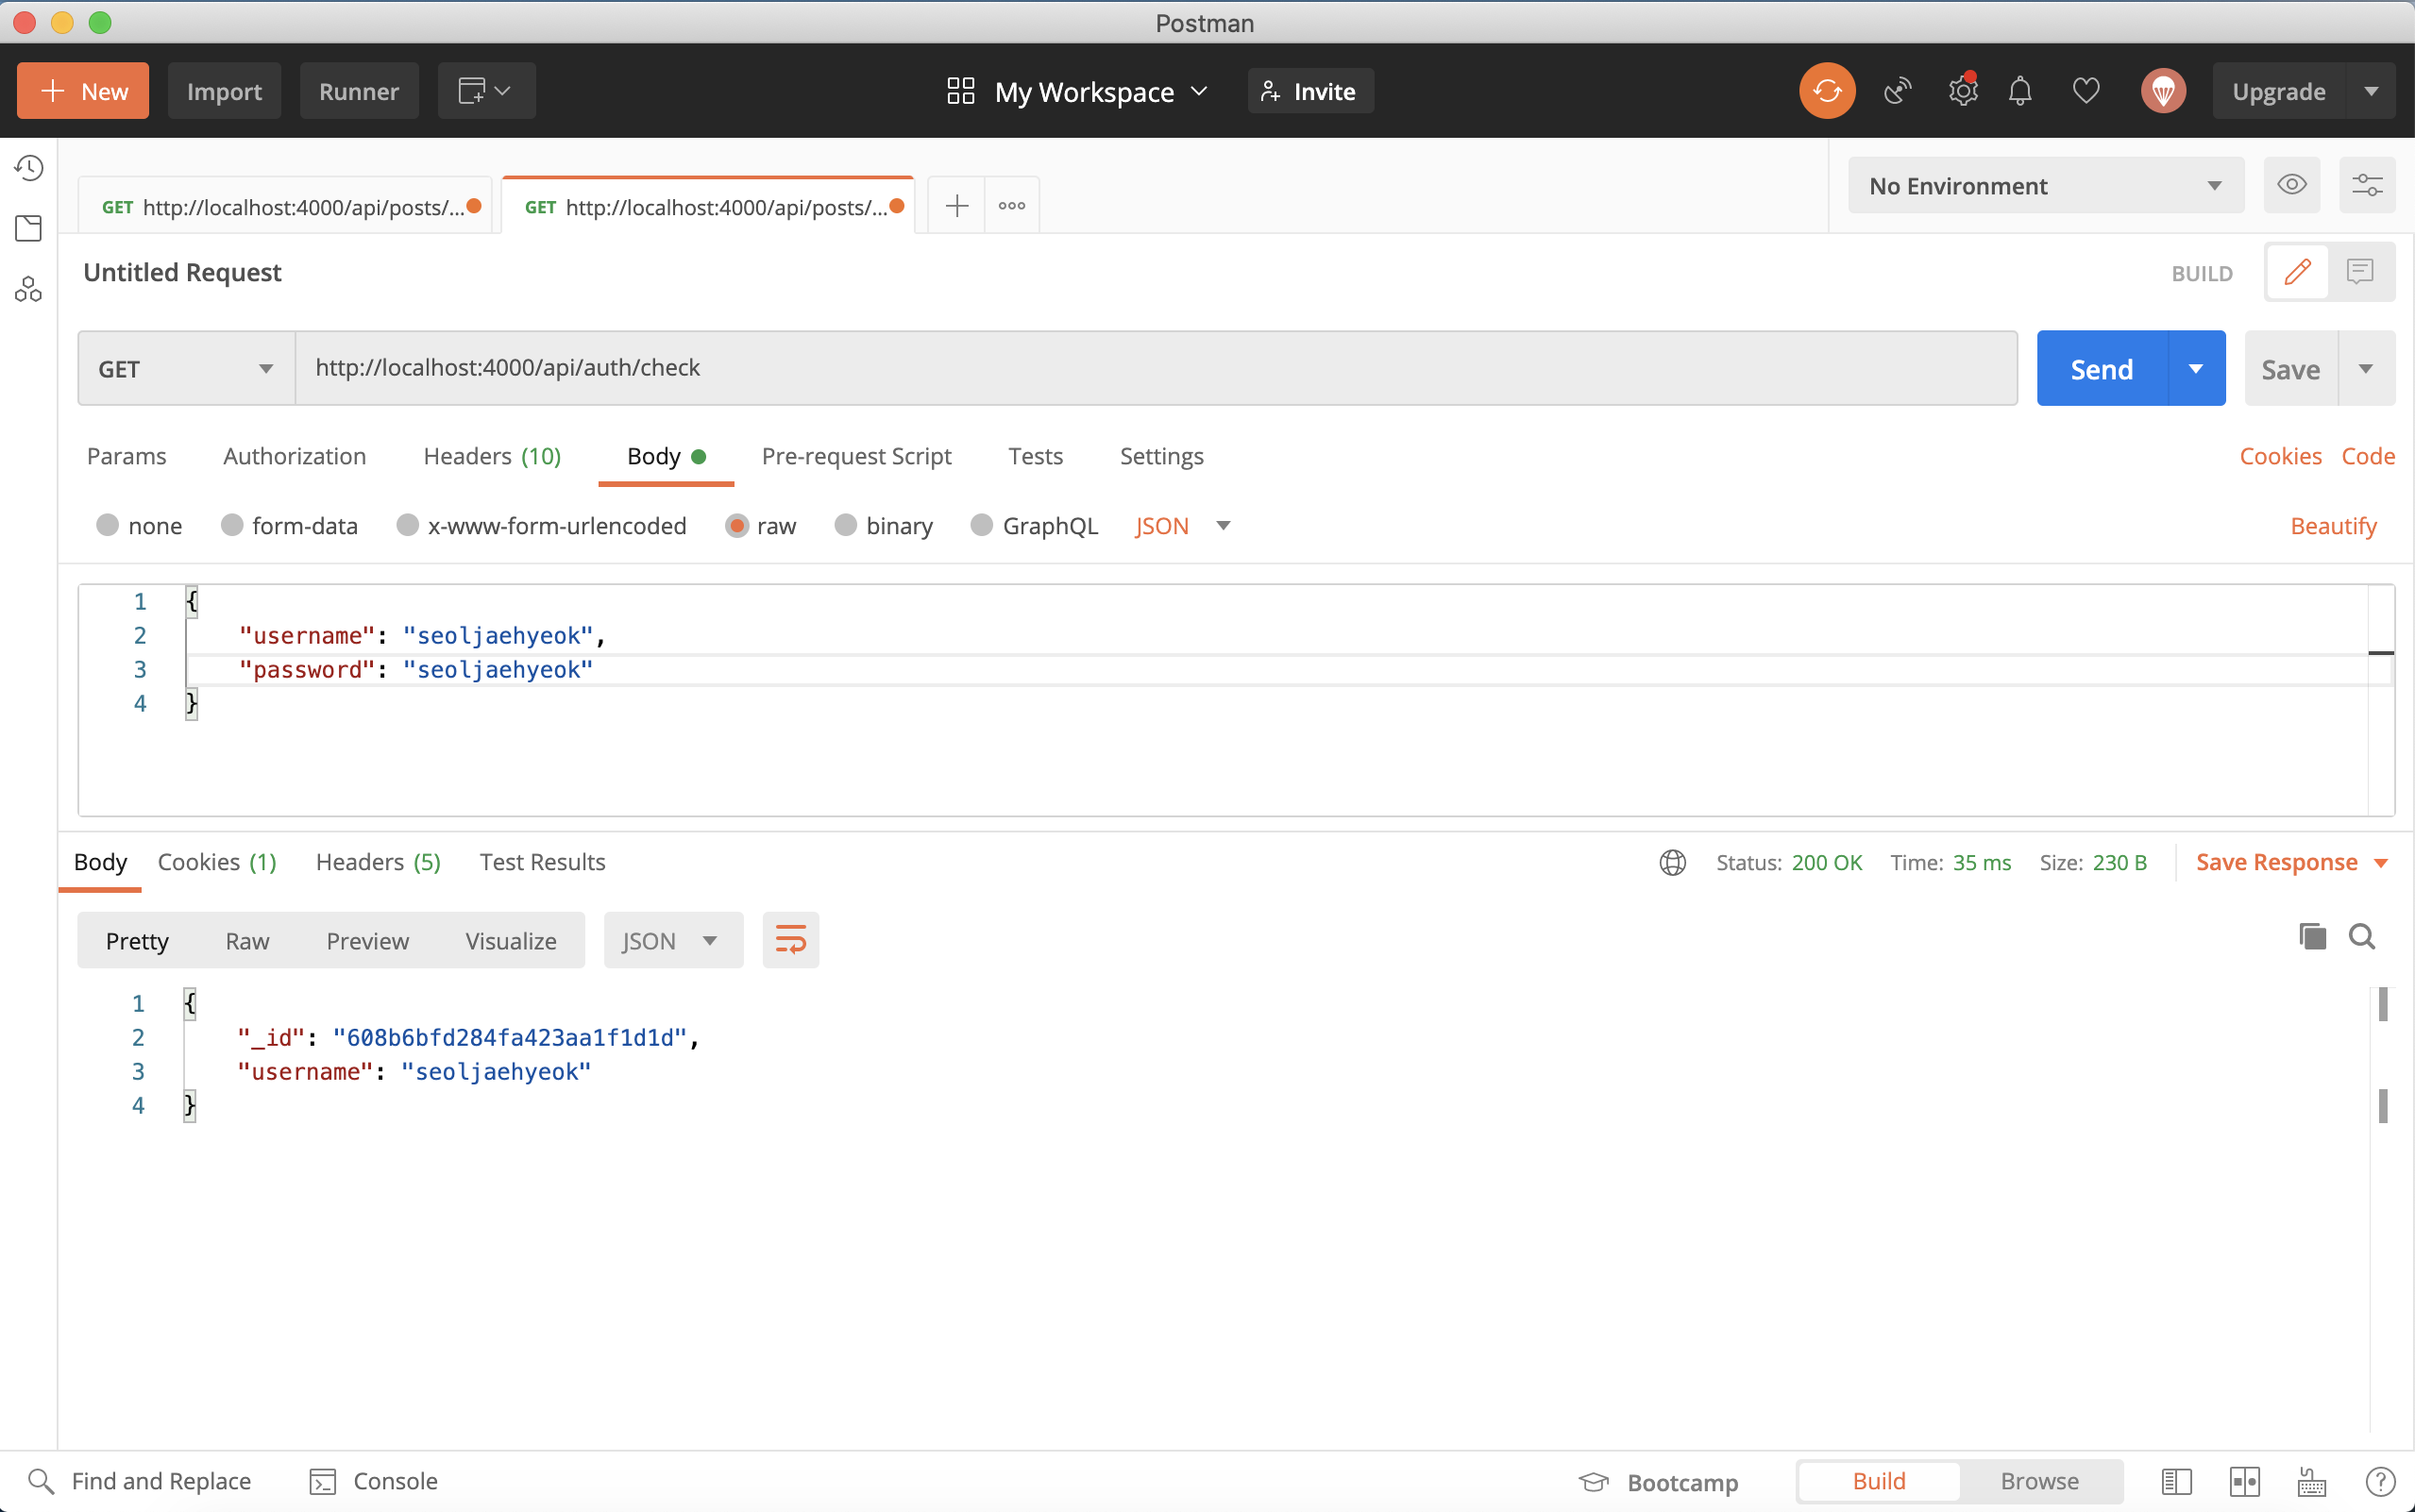 Postman
New Import Runner My Workspace Invite Upgrade
GET http://localhost:4000/api/posts/... GET http://localhost:4000/api/posts/... No Environment
Untitled Request BUILD
GET http://localhost:4000/api/auth/check Send Save
Params Authorization Headers (10) Body Pre-request Script Tests Settings Cookies Code
none form-data x-www-form-urlencoded raw binary GraphQL JSON Beautify
1 {
2 "username": "seoljaehyeok",
3 "password": "seoljaehyeok"
4 }
Body Cookies (1) Headers (5) Test Results Status: 200 OK Time: 35 ms Size: 230 B Save Response
Pretty Raw Preview Visualize JSON
1 {
2 "_id": "608b6bfd284fa423aa1f1d1d",
3 "username": "seoljaehyeok"
4 }
Find and Replace Console Bootcamp Build Browse